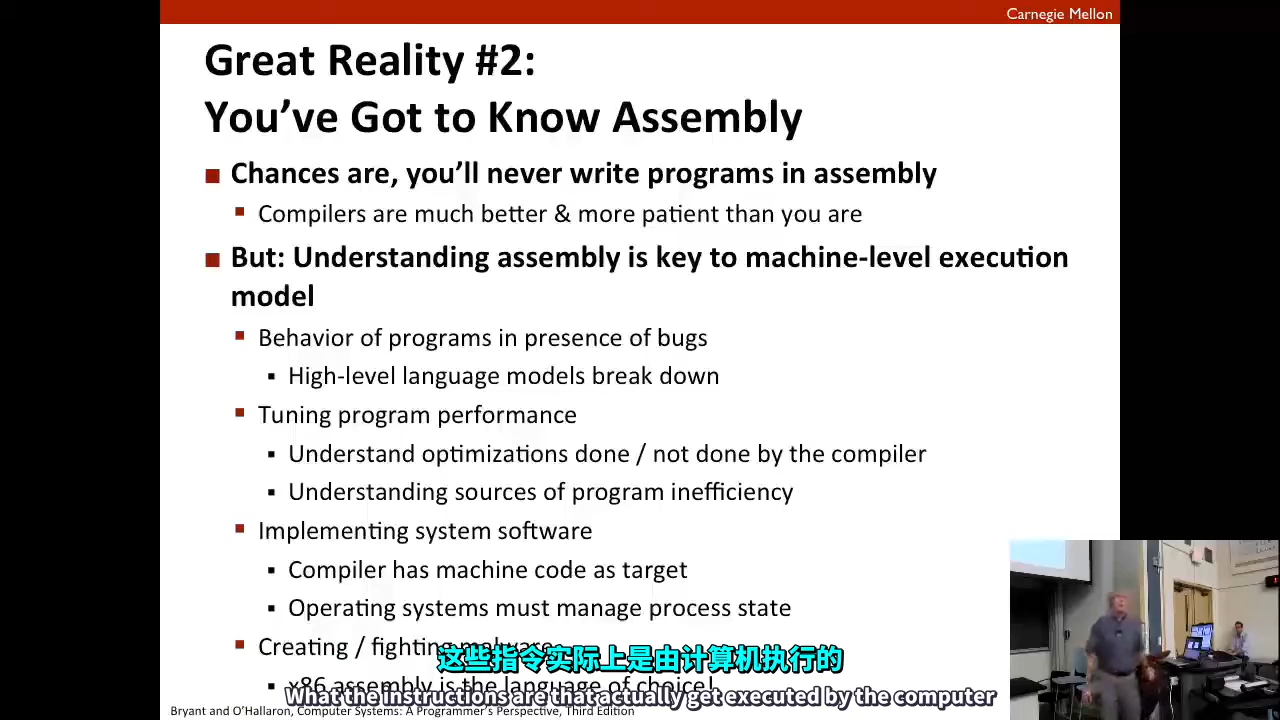 Carnegie Mellon
Great Reality #2:
You’ve Got to Know Assembly
Chances are, you’ll never write programs in assembly
Compilers are much better & more patient than you are
But: Understanding assembly is key to machine-level execution
model
Behavior of programs in presence of bugs
High-level language models break down
Tuning program performance
Understand optimizations done / not done by the compiler
Understanding sources of program inefficiency
Implementing system software
Compiler has machine code as target
Operating systems must manage process state
Creating / fighting malware
这些指令实际上是由计算机执行的
x86 assembly is the language of choice!
What the instructions are that actually get executed by the computer
Bryant and O’Hallaron, Computer Systems: A Programmer’s Perspective, Third Edition